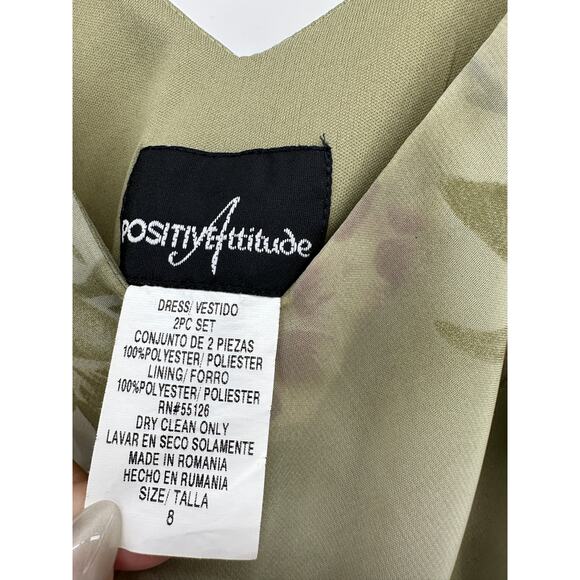 POSITIVEAttitude
DRESS/ VESTIDO
2PC SET
CONJUNTO DE 2 PIEZAS
100%POLYESTER/ POLIESTER
LINING/ FORRO
100%POLYESTER/ POLIESTER
RN#55126
DRY CLEAN ONLY
LAVAR EN SECO SOLAMENTE
MADE IN ROMANIA
HECHO EN RUMANIA
SIZE/ TALLA
8